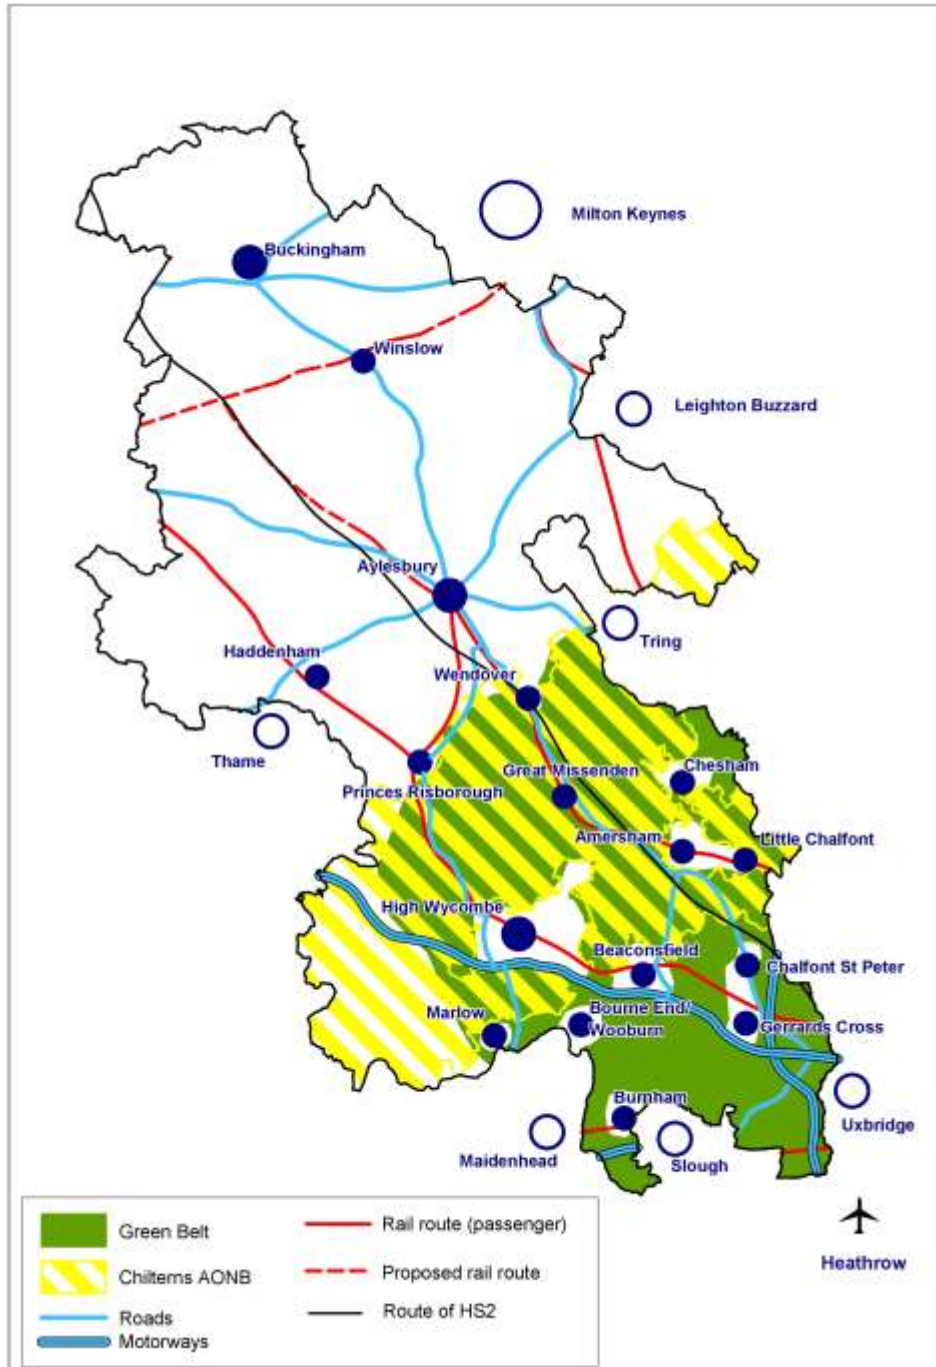 Milton Keynes
Buckingham
Winslow
Leighton Buzzard
Aylesbury
Tring
Haddenham
Wendover
Thame
Great Missenden
Chesham
Princes Risborough
Amersham
Little Chalfont
High Wycombe
Beaconsfield
Chalfont St Peter
Marlow
Bourne End/
Wooburn
Gerrards Cross
Burnham
Uxbridge
Maidenhead
Slough
Heathrow
Green Belt
Chilterns AONB
Roads
Motorways
Rail route (passenger)
Proposed rail route
Route of HS2